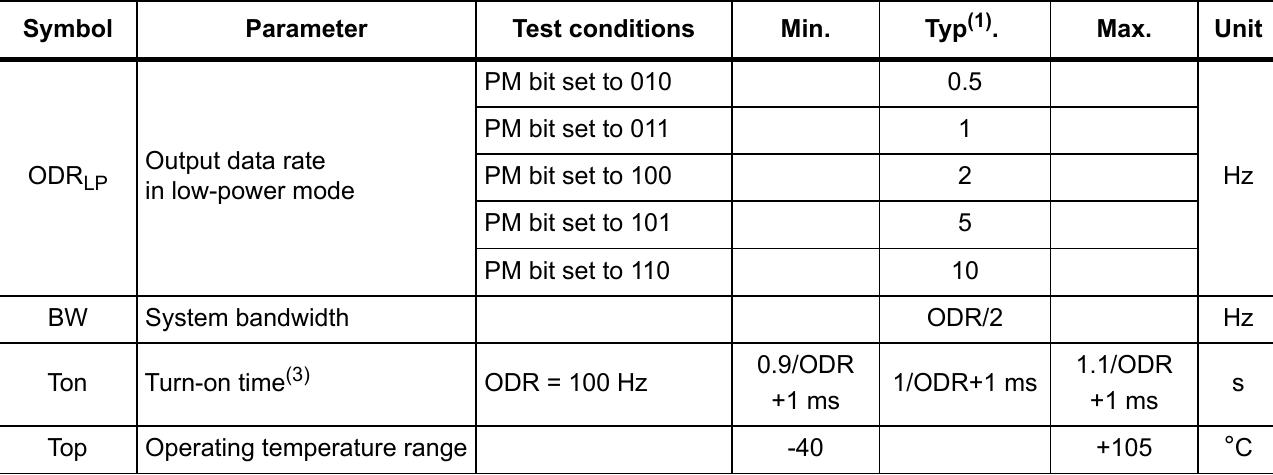 Symbol Parameter Test conditions Min. Typ(1). Max. Unit
PM bit set to 010 0.5
PM bit set to 011 1
ODRLP Output data rate
in low-power mode PM bit set to 100 2 Hz
PM bit set to 101 5
PM bit set to 110 10
BW System bandwidth ODR/2 Hz
Ton Turn-on time(3) ODR = 100 Hz 0.9/ODR
+1 ms 1/ODR+1 ms 1.1/ODR
+1 ms s
Top Operating temperature range -40 +105 °C